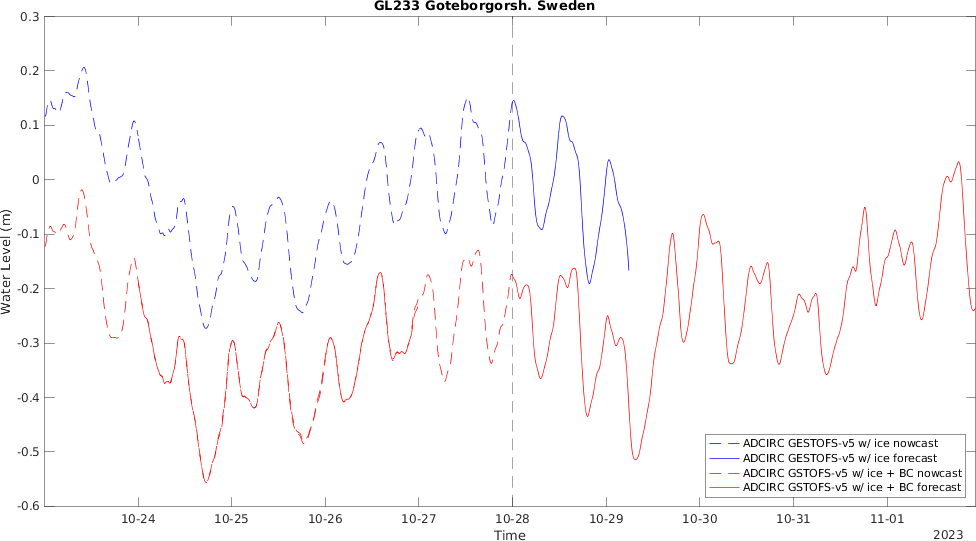 GL233 Goteborgorsh. Sweden
0.3
0.2
0.1
0
-0.1
-0.2
-0.3
-0.4
-0.5
-0.6
Water Level (m)
ADCIRC GESTOFS-v5 w/ ice nowcast
ADCIRC GESTOFS-v5 w/ ice forecast
ADCIRC GSTOFS-v5 w/ ice + BC nowcast
ADCIRC GSTOFS-v5 w/ ice + BC forecast
10-24 10-25 10-26 10-27 10-28 10-29 10-30 10-31 11-01
Time
2023